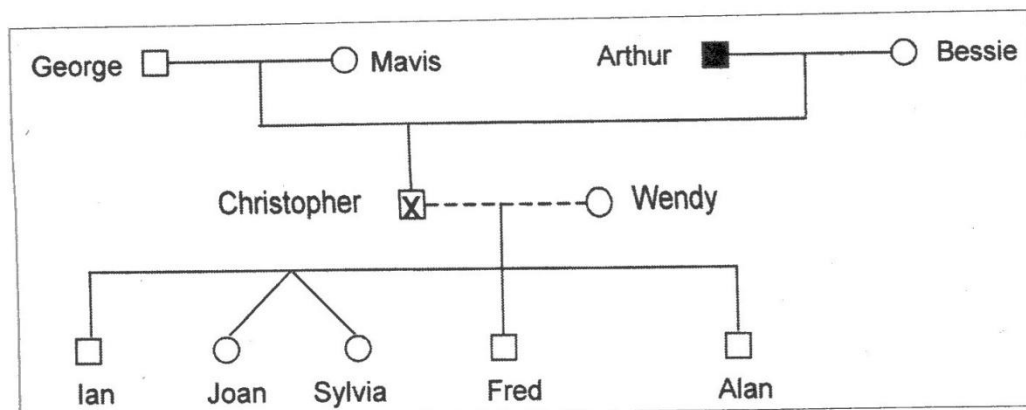 George Mavis Arthur Bessie
Christopher X Wendy
Ian Joan Sylvia Fred Alan